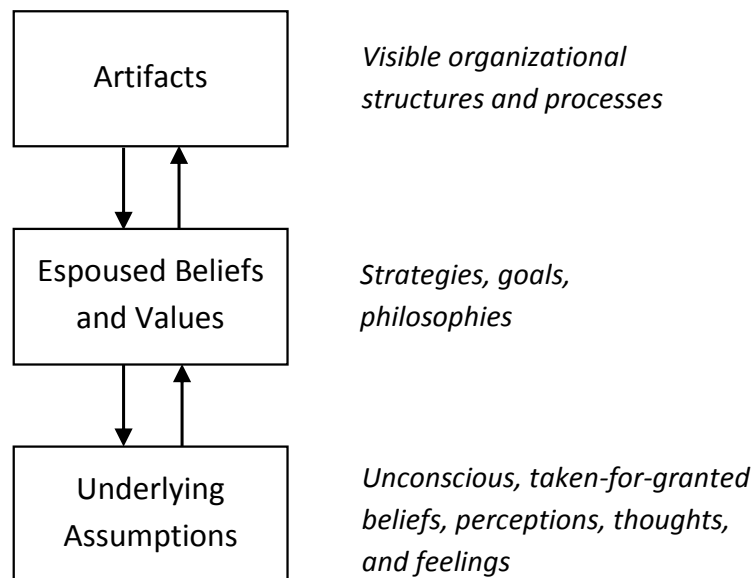 Artifacts
Visible organizational
structures and processes
Espoused Beliefs
and Values
Strategies, goals,
philosophies
Underlying
Assumptions
Unconscious, taken-for-granted
beliefs, perceptions, thoughts,
and feelings